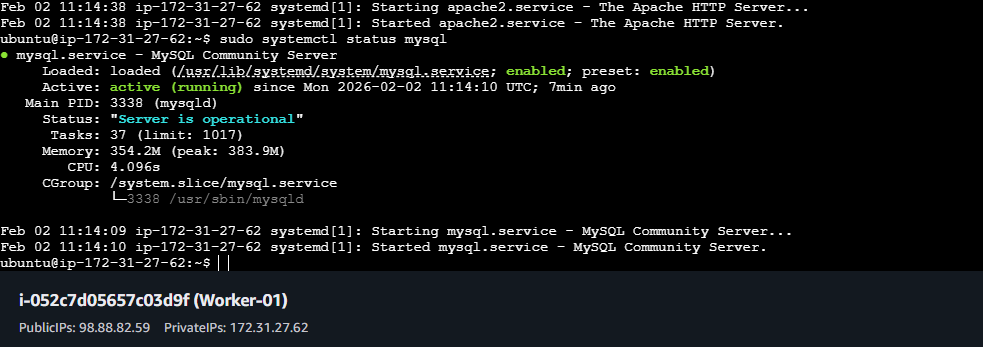 Feb 02 11:14:38 ip-172-31-27-62 systemd[1]: Starting apache2.service - The Apache HTTP Server...
Feb 02 11:14:38 ip-172-31-27-62 systemd[1]: Started apache2.service - The Apache HTTP Server.
ubuntu@ip-172-31-27-62:~$ sudo systemctl status mysql
● mysql.service - MySQL Community Server
     Loaded: loaded (/usr/lib/systemd/system/mysql.service; enabled; preset: enabled)
     Active: active (running) since Mon 2026-02-02 11:14:10 UTC; 7min ago
   Main PID: 3338 (mysqld)
     Status: "Server is operational"
      Tasks: 37 (limit: 1017)
     Memory: 354.2M (peak: 383.9M)
        CPU: 4.096s
     CGroup: /system.slice/mysql.service
             └─3338 /usr/sbin/mysqld
Feb 02 11:14:09 ip-172-31-27-62 systemd[1]: Starting mysql.service - MySQL Community Server...
Feb 02 11:14:10 ip-172-31-27-62 systemd[1]: Started mysql.service - MySQL Community Server.
ubuntu@ip-172-31-27-62:~$
i-052c7d05657c03d9f (Worker-01)
PublicIPs: 98.88.82.59 PrivateIPs: 172.31.27.62